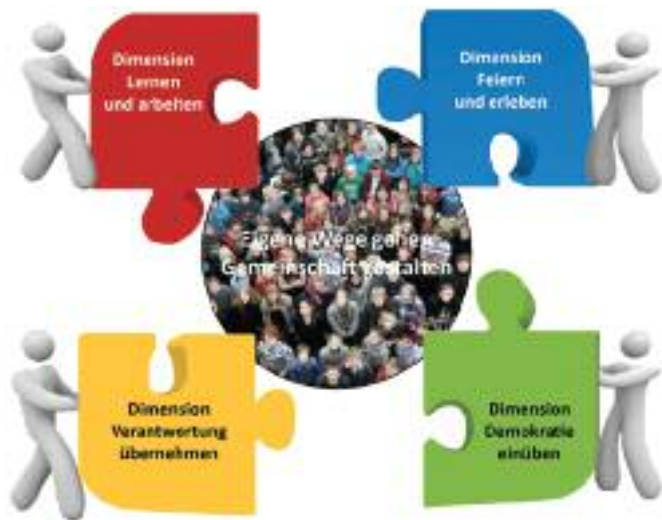 Dimension
Lernen
und arbeiten
Dimension
Feiern
und erleben
Eigene Wege gehen
Gemeinschaft gestalten
Dimension
Verantwortung
übernehmen
Dimension
Demokratie
einüben